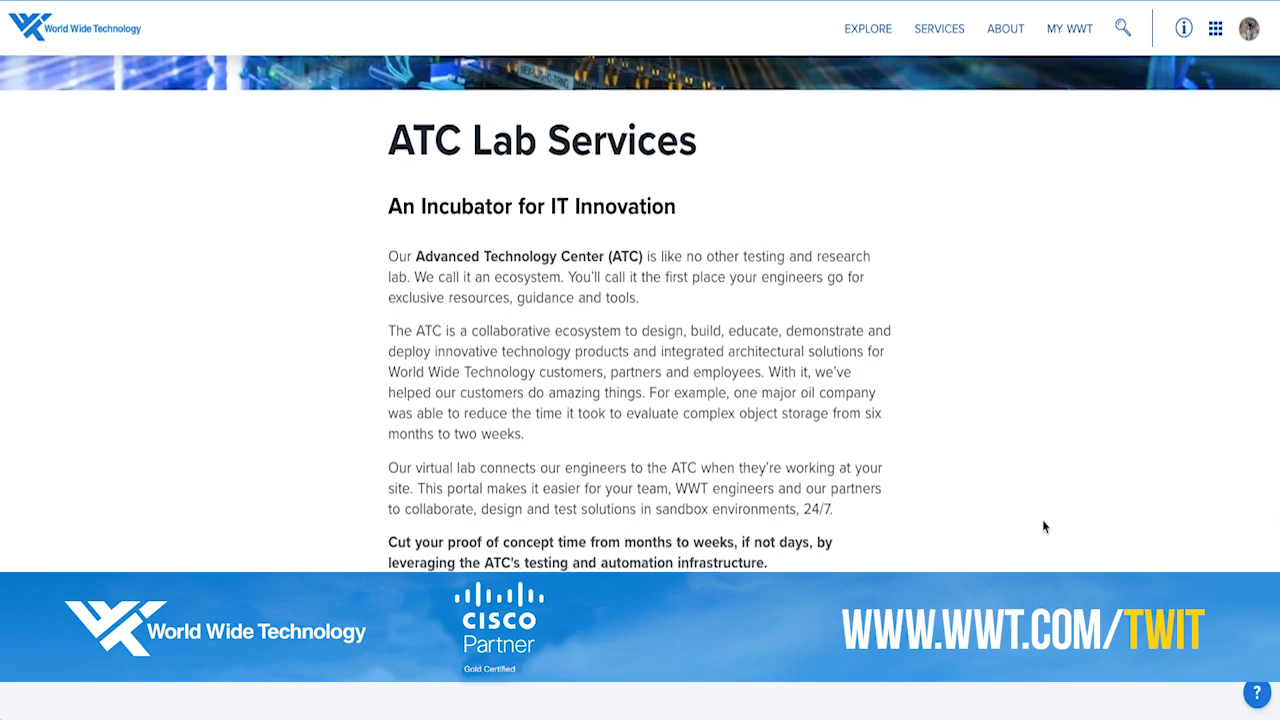 World Wide Technology
EXPLORE SERVICES ABOUT MY WWT
ATC Lab Services
An Incubator for IT Innovation
Our Advanced Technology Center (ATC) is like no other testing and research
lab. We call it an ecosystem. You'll call it the first place your engineers go for
exclusive resources, guidance and tools.
The ATC is a collaborative ecosystem to design, build, educate, demonstrate and
deploy innovative technology products and integrated architectural solutions for
World Wide Technology customers, partners and employees. With it, we've
helped our customers do amazing things. For example, one major oil company
was able to reduce the time it took to evaluate complex object storage from six
months to two weeks.
Our virtual lab connects our engineers to the ATC when they're working at your
site. This portal makes it easier for your team, WWT engineers and our partners
to collaborate, design and test solutions in sandbox environments, 24/7.
Cut your proof of concept time from months to weeks, if not days, by
leveraging the ATC's testing and automation infrastructure.
World Wide Technology
CISCO
Partner
Gold Certified
WWW.WWT.COM/TWIT
?